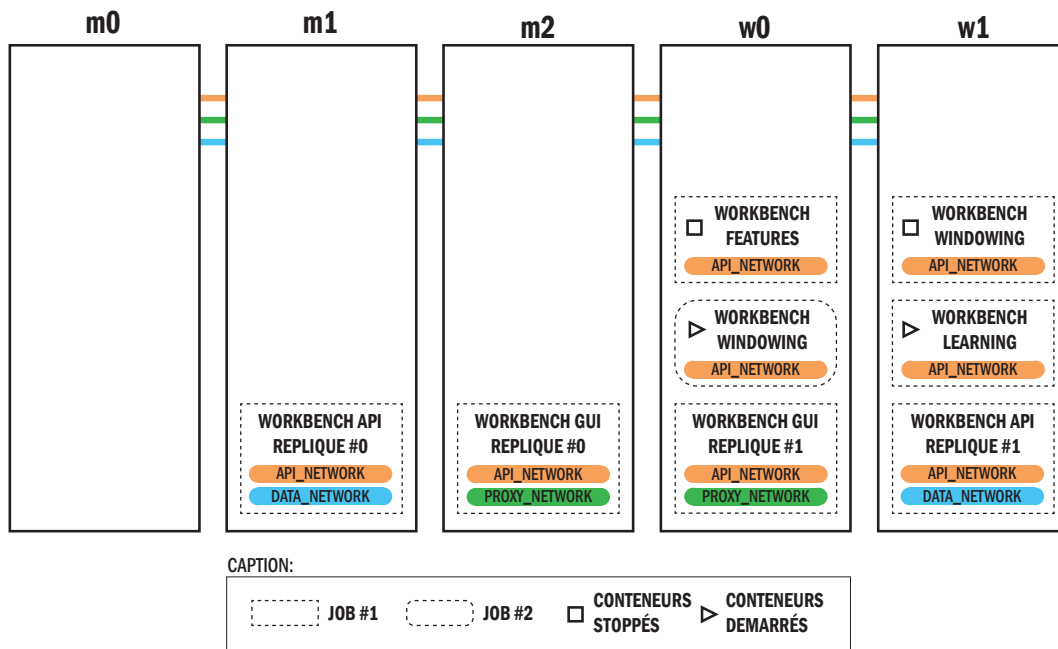 m0
m1
m2
w0
w1
WORKBENCH
FEATURES
API_NETWORK
WORKBENCH
WINDOWING
API_NETWORK
WORKBENCH
WINDOWING
API_NETWORK
WORKBENCH
LEARNING
API_NETWORK
WORKBENCH API
REPLIQUE #0
API_NETWORK
DATA_NETWORK
WORKBENCH GUI
REPLIQUE #0
API_NETWORK
PROXY_NETWORK
WORKBENCH GUI
REPLIQUE #1
API_NETWORK
PROXY_NETWORK
WORKBENCH API
REPLIQUE #1
API_NETWORK
DATA_NETWORK
CAPTION:
JOB #1
JOB #2
CONTENEURS
STOPPÉS
CONTENEURS
DEMARRÉS